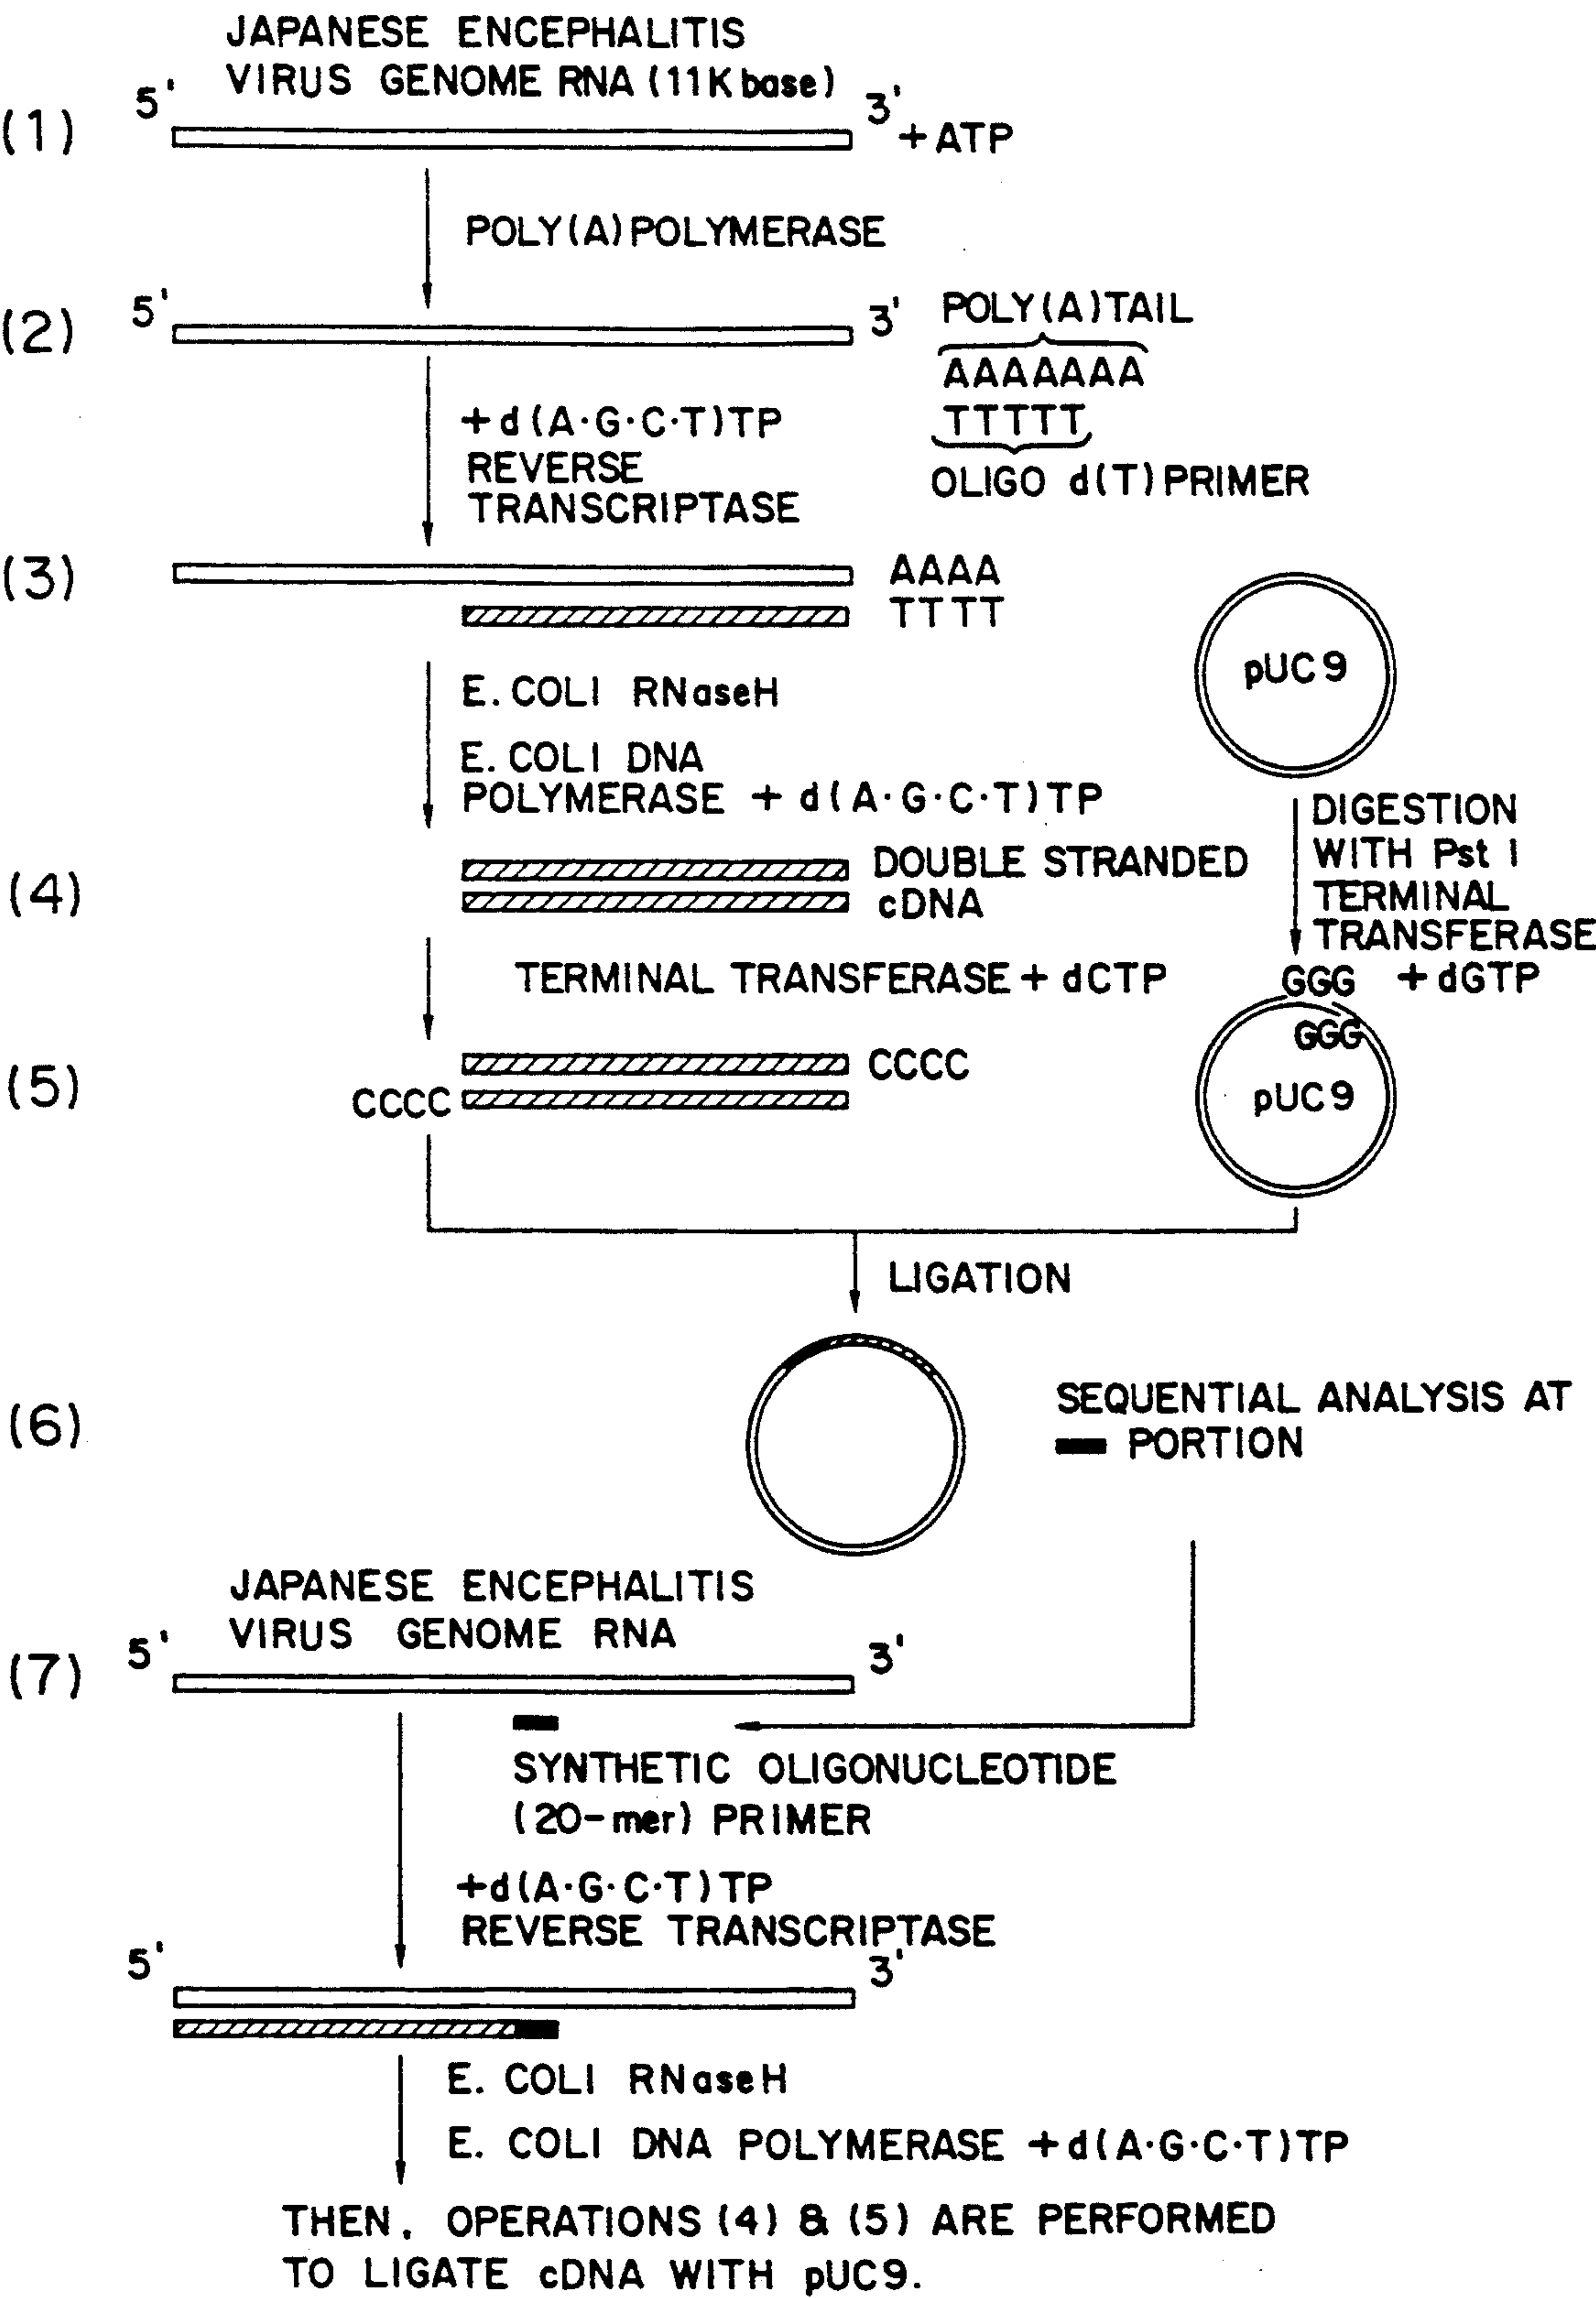 JAPANESE ENCEPHALITIS
VIRUS GENOME RNA (11K base)
(1) 5' 3' +ATP
POLY(A) POLYMERASE
(2) 5' 3' POLY(A) TAIL
AAAAAAA
TTTTT
OLIGO d(T) PRIMER
+d(A·G·C·T)TP
REVERSE
TRANSCRIPTASE
(3) AAAA
TTTT
pUC9
E. COLI RNaseH
E. COLI DNA
POLYMERASE + d(A·G·C·T)TP
DIGESTION
WITH Pst I
TERMINAL
TRANSFERASE
+ dGTP
(4) DOUBLE STRANDED
cDNA
TERMINAL TRANSFERASE + dCTP
GGG
GGG
pUC9
(5) CCCC
CCCC
LIGATION
(6) SEQUENTIAL ANALYSIS AT
PORTION
JAPANESE ENCEPHALITIS
VIRUS GENOME RNA
(7) 5' 3'
SYNTHETIC OLIGONUCLEOTIDE
(20-mer) PRIMER
+d(A·G·C·T)TP
REVERSE TRANSCRIPTASE
5' 3'
E. COLI RNaseH
E. COLI DNA POLYMERASE +d(A·G·C·T)TP
THEN, OPERATIONS (4) & (5) ARE PERFORMED
TO LIGATE cDNA WITH pUC9.